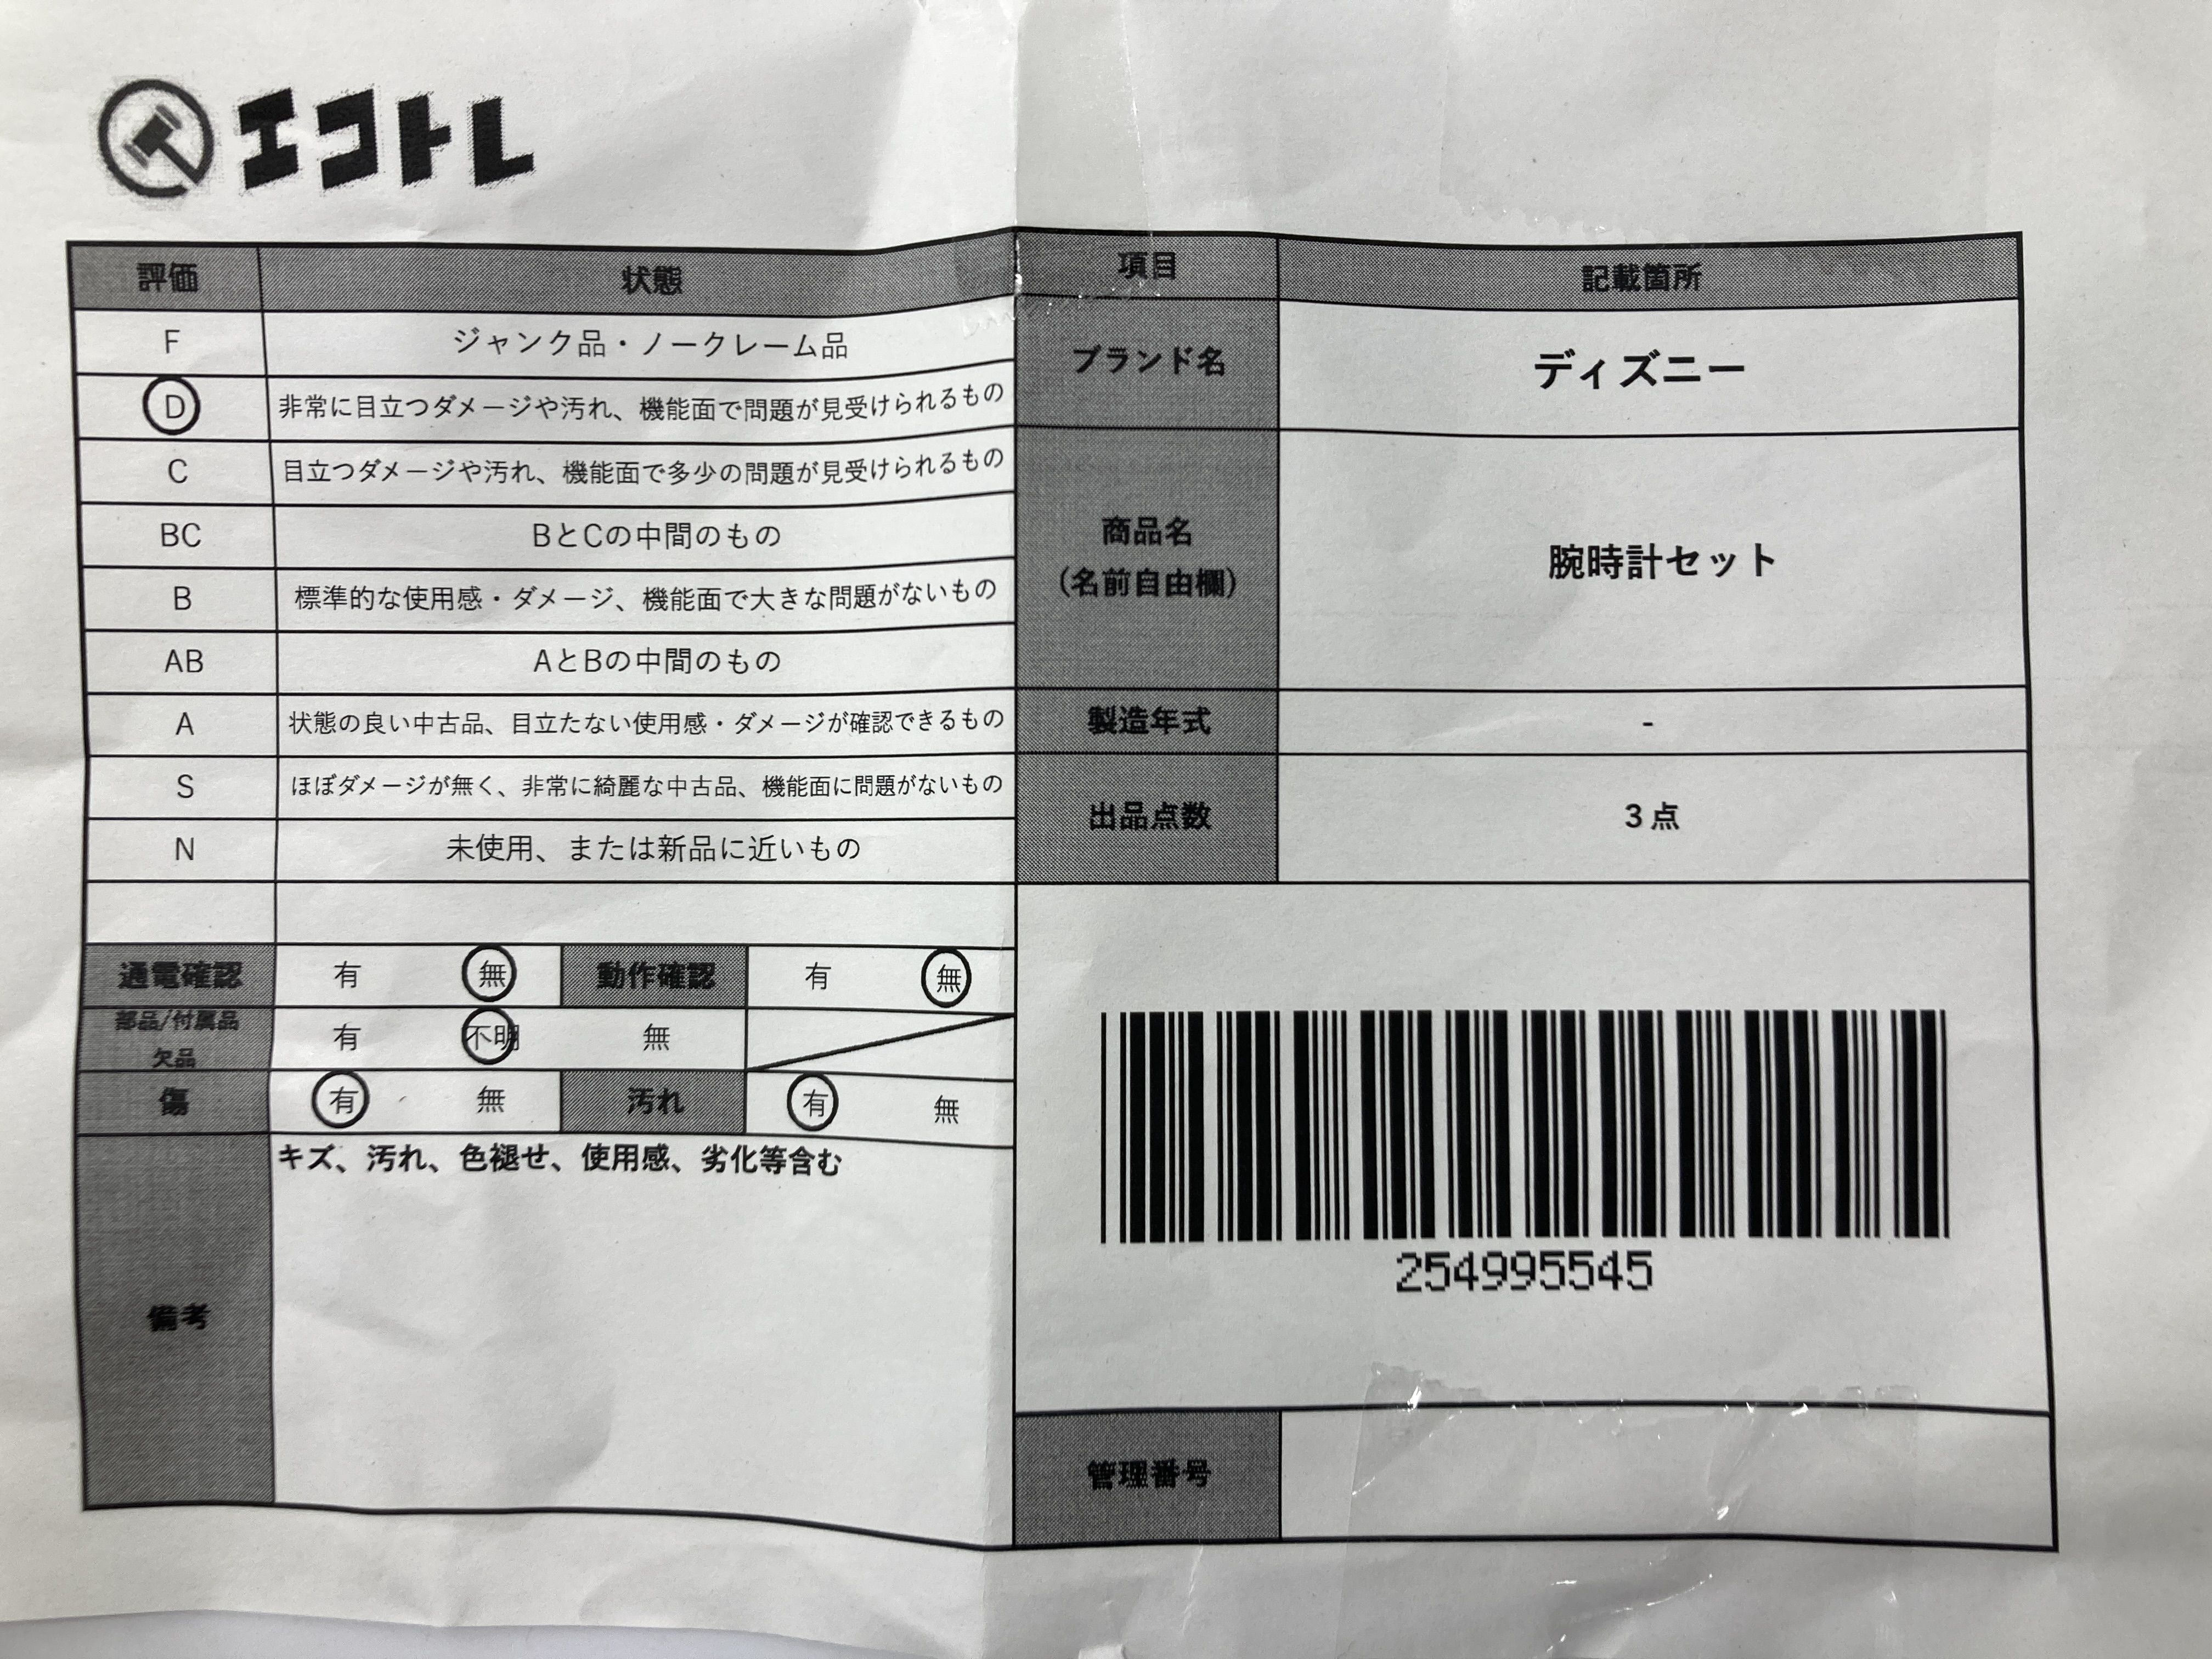 エコトレ
評価 状態
F ジャンク品・ノークレーム品
D 非常に目立つダメージや汚れ、機能面で問題が見受けられるもの
C 目立つダメージや汚れ、機能面で多少の問題が見受けられるもの
BC BとCの中間のもの
B 標準的な使用感・ダメージ、機能面で大きな問題がないもの
AB AとBの中間のもの
A 状態の良い中古品、目立たない使用感・ダメージが確認できるもの
S ほぼダメージが無く、非常に綺麗な中古品、機能面に問題がないもの
N 未使用、または新品に近いもの
通電確認 有 無 動作確認 有 無
部品/付属品
欠品 有 不明 無
傷 有 無 汚れ 有 無
備考 キズ、汚れ、色褪せ、使用感、劣化等含む
項目 記載箇所
ブランド名 ディズニー
商品名
(名前自由欄) 腕時計セット
製造年式 -
出品点数 3点
254995545
管理番号